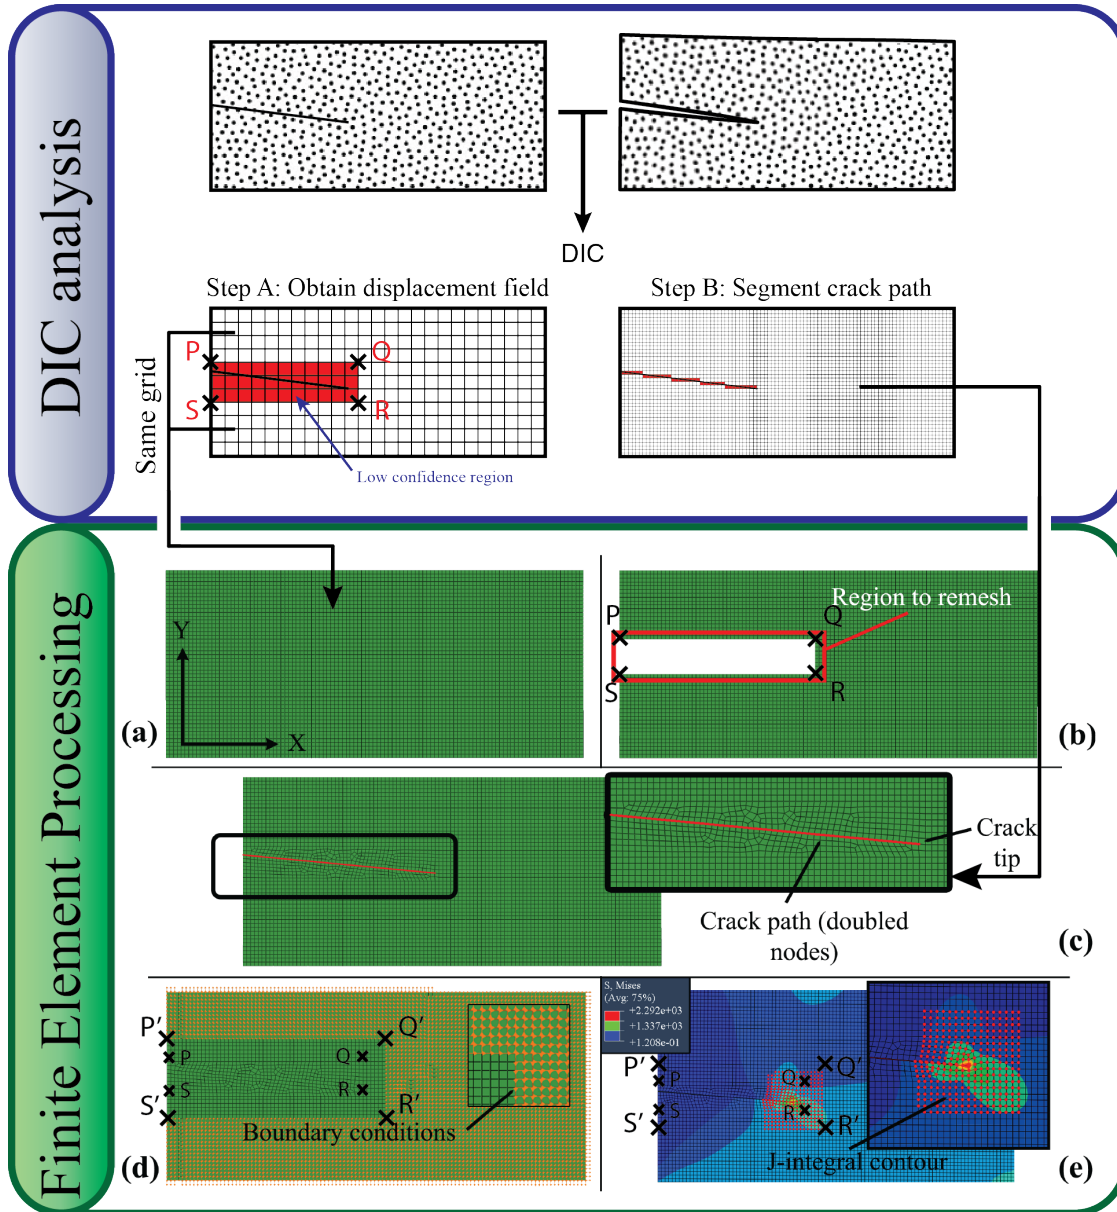 DIC analysis
DIC
Step A: Obtain displacement field
Step B: Segment crack path
P
Q
S
R
Same grid
Low confidence region
Finite Element Processing
Y
X
(a)
P
Q
S
R
Region to remesh
(b)
Crack
tip
Crack path (doubled
nodes)
(c)
P'
Q'
P
Q
S
R
S'
R'
Boundary conditions
(d)
S, Mises
(Avg: 75%)
+2.292e+03
+1.337e+03
+1.208e-01
P'
Q'
P
Q
S
R
S'
R'
J-integral contour
(e)